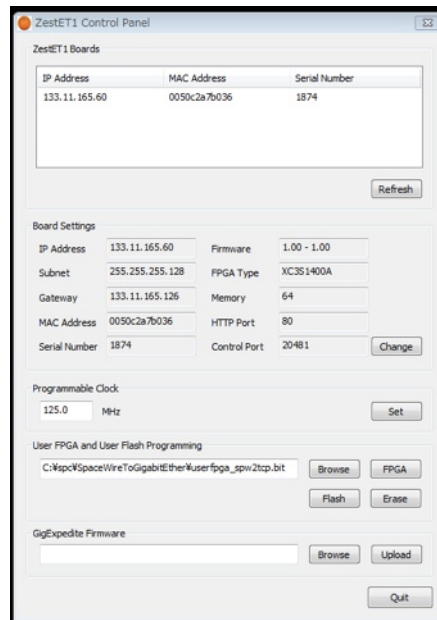 ZestET1 Control Panel
ZestET1 Boards
IP Address MAC Address Serial Number
133.11.165.60 0050c2a7b036 1874
Refresh
Board Settings
IP Address 133.11.165.60 Firmware 1.00 - 1.00
Subnet 255.255.255.128 FPGA Type XC3S1400A
Gateway 133.11.165.126 Memory 64
MAC Address 0050c2a7b036 HTTP Port 80
Serial Number 1874 Control Port 20481 Change
Programmable Clock
125.0 MHz Set
User FPGA and User Flash Programming
C:¥spc¥SpaceWireToGigabitEther¥userfpga_spw2tcp.bit Browse FPGA
Flash Erase
GigExpedite Firmware
Browse Upload
Quit